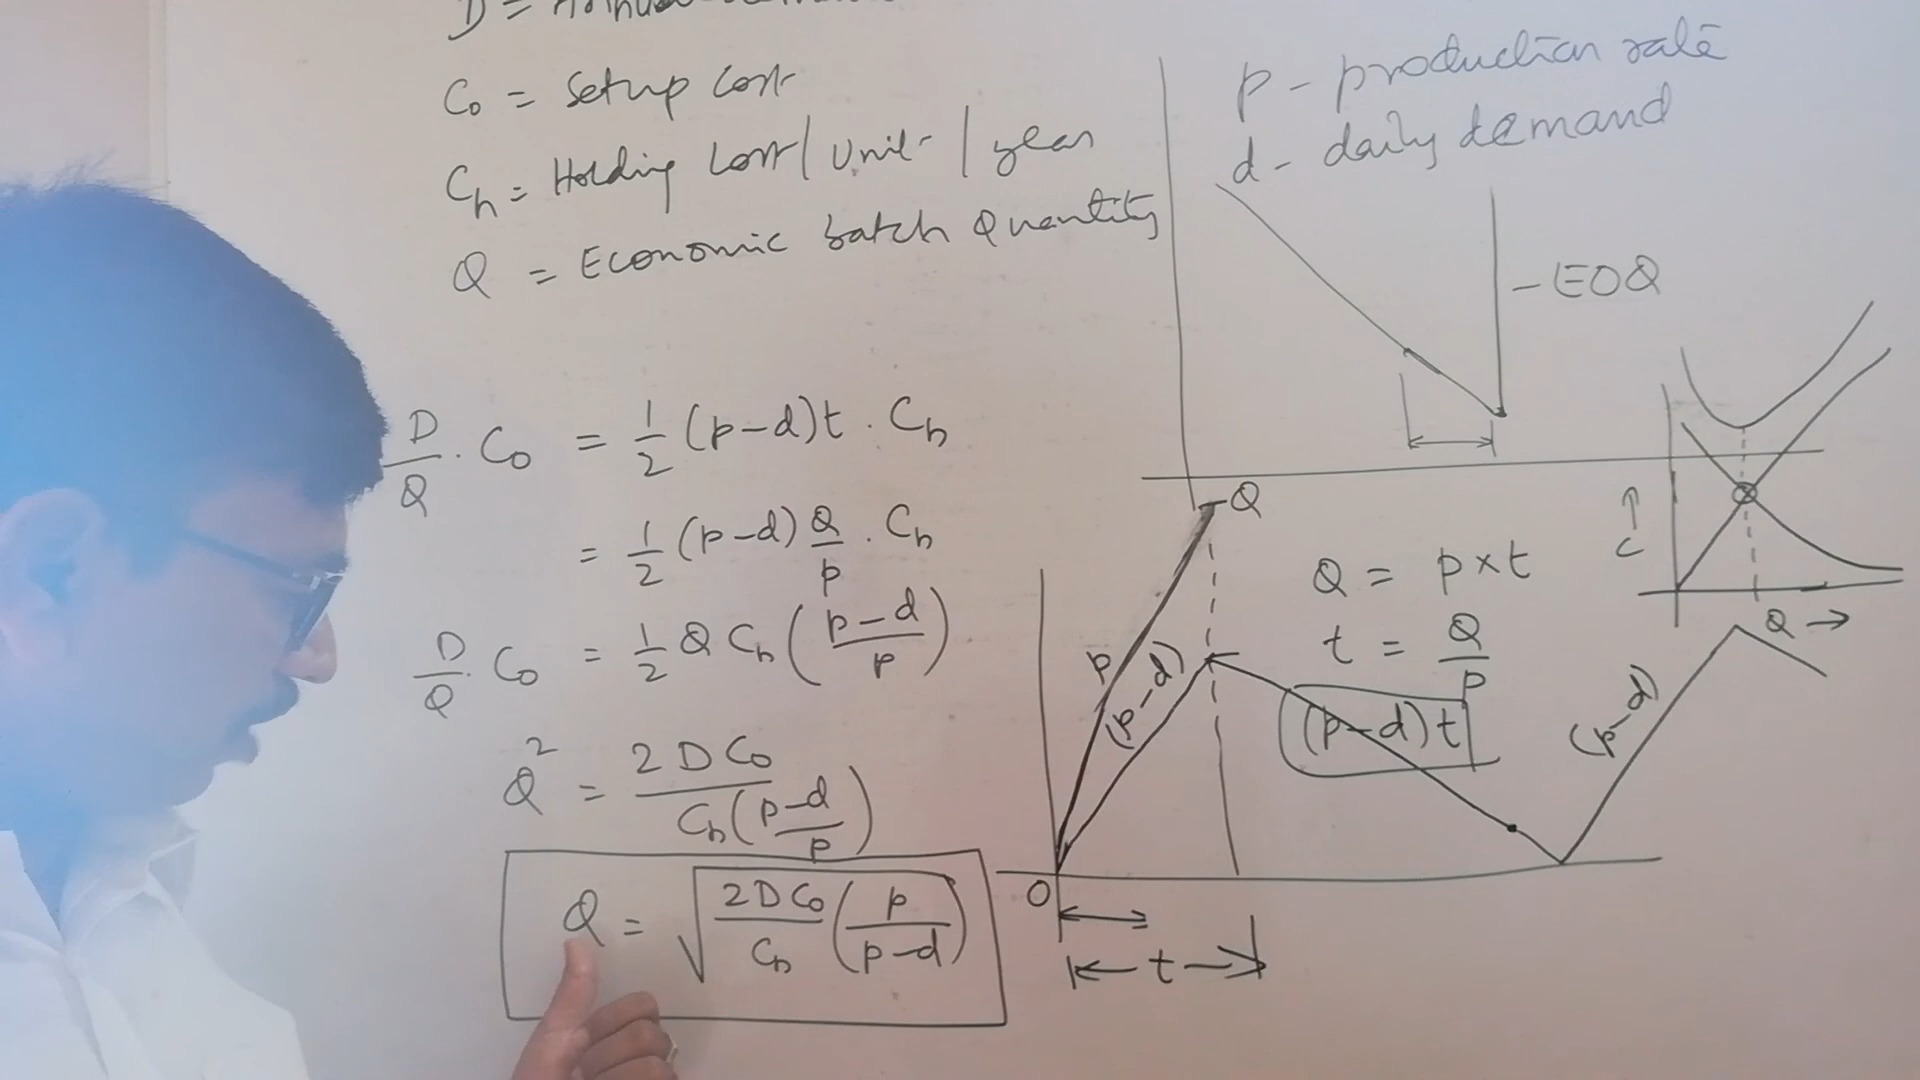 D =
C₀ = Setup Cost
Cₕ = Holding Cost / Unit / year
Q = Economic Batch Quantity
p - production rate
d - daily demand
- EOQ
D/Q . C₀ = 1/2 (p-d)t . Cₕ
= 1/2 (p-d) Q/p . Cₕ
D/Q . C₀ = 1/2 Q Cₕ ((p-d)/p)
Q² = 2DC₀ / Cₕ((p-d)/p)
Q = √(2DC₀/Cₕ (p/(p-d)))
- Q
p
(p-d)
Q = p × t
t = Q/p
(p-d)t
(p-d)
O
← t →
C →
Q →